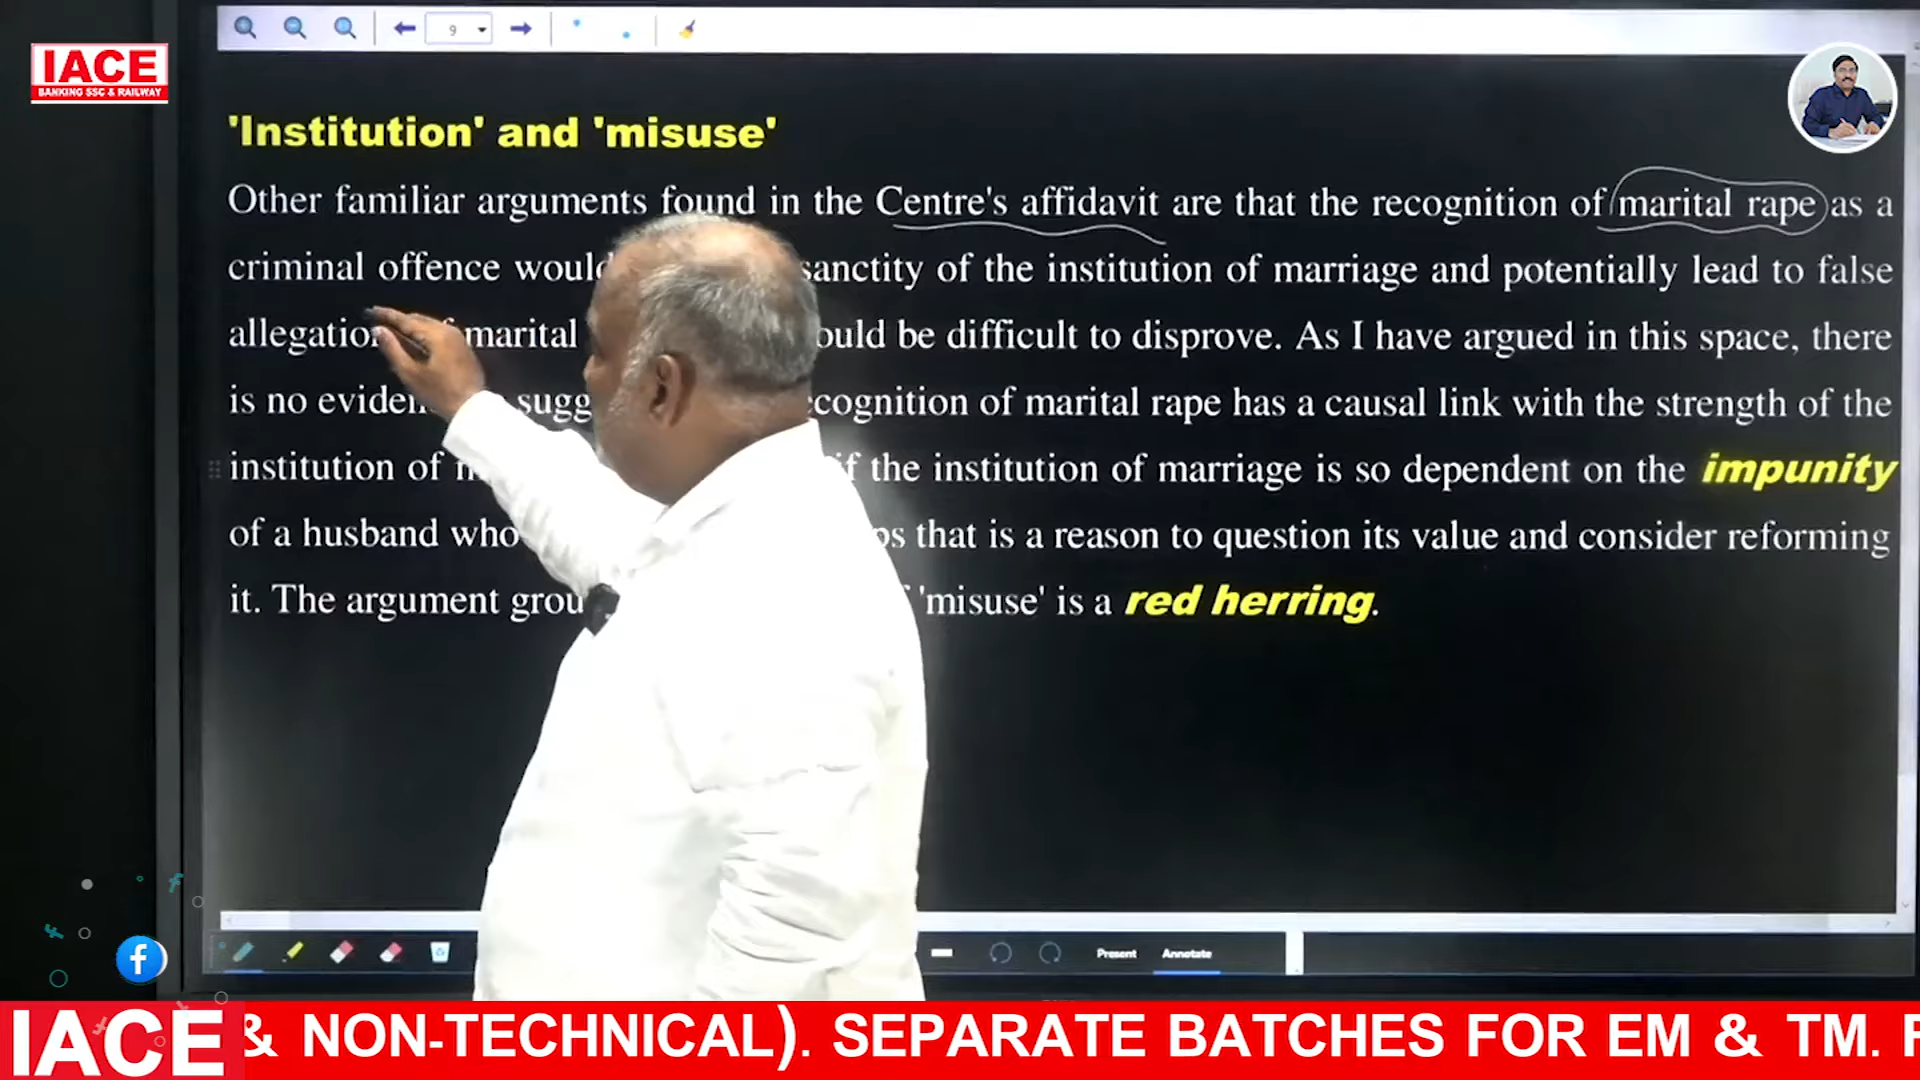 IACE
BANKING SSC & RAILWAY
9
'Institution' and 'misuse'
Other familiar arguments found in the Centre's affidavit are that the recognition of marital rape as a
criminal offence would sanctity of the institution of marriage and potentially lead to false
allegation marital ould be difficult to disprove. As I have argued in this space, there
is no eviden sugg cognition of marital rape has a causal link with the strength of the
institution of if the institution of marriage is so dependent on the impunity
of a husband who ps that is a reason to question its value and consider reforming
it. The argument grou 'misuse' is a red herring.
Present Annotate
IACE & NON-TECHNICAL). SEPARATE BATCHES FOR EM & TM.